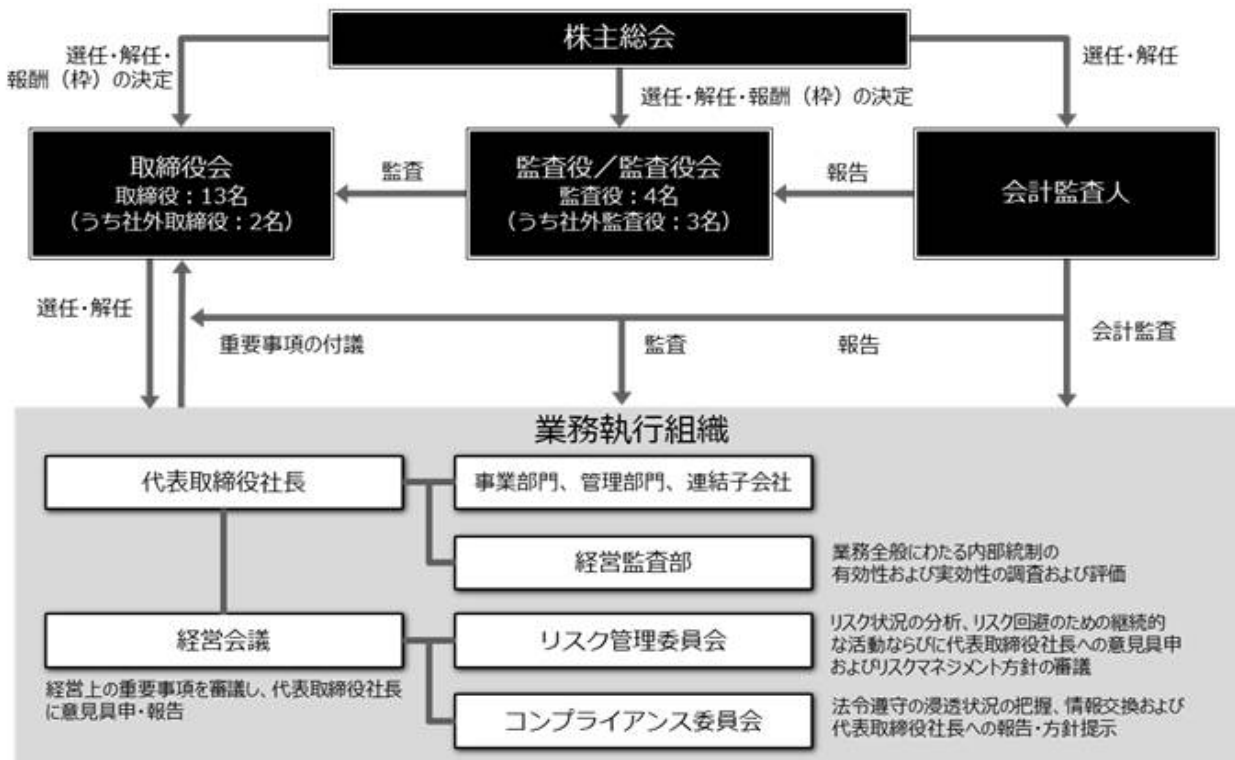 株主総会
選任・解任・
報酬（枠）の決定
選任・解任・報酬（枠）の決定
選任・解任
取締役会
取締役：13名
（うち社外取締役：2名）
監査
監査役／監査役会
監査役：4名
（うち社外監査役：3名）
報告
会計監査人
選任・解任
重要事項の付議
監査
報告
会計監査
業務執行組織
代表取締役社長
事業部門、管理部門、連結子会社
経営監査部
業務全般にわたる内部統制の
有効性および実効性の調査および評価
経営会議
経営上の重要事項を審議し、代表取締役社長
に意見具申・報告
リスク管理委員会
リスク状況の分析、リスク回避のための継続的
な活動ならびに代表取締役社長への意見具申
およびリスクマネジメント方針の審議
コンプライアンス委員会
法令遵守の浸透状況の把握、情報交換および
代表取締役社長への報告・方針提示